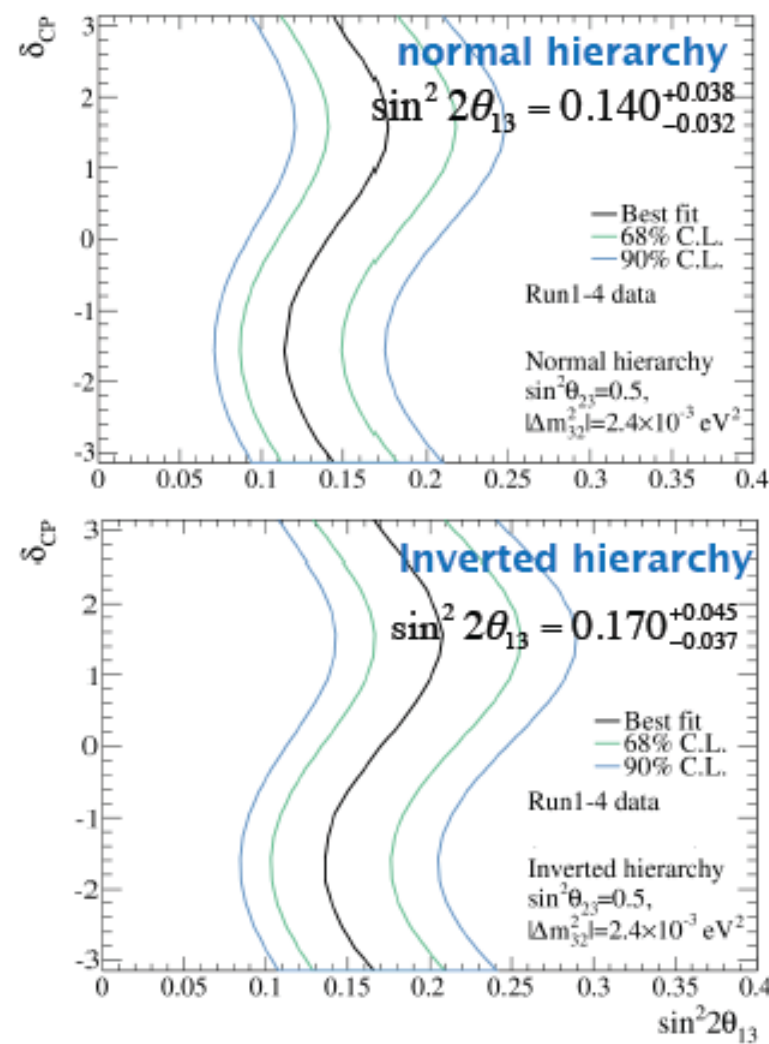 δ_CP
3
2
1
0
-1
-2
-3
normal hierarchy
sin² 2θ₁₃ = 0.140 +0.038 −0.032
Best fit
68% C.L.
90% C.L.
Run1-4 data
Normal hierarchy
sin²θ₂₃=0.5,
|Δm²₃₂|=2.4×10⁻³ eV²
0 0.05 0.1 0.15 0.2 0.25 0.3 0.35 0.4
δ_CP
3
2
1
0
-1
-2
-3
Inverted hierarchy
sin² 2θ₁₃ = 0.170 +0.045 −0.037
Best fit
68% C.L.
90% C.L.
Run1-4 data
Inverted hierarchy
sin²θ₂₃=0.5,
|Δm²₃₂|=2.4×10⁻³ eV²
0 0.05 0.1 0.15 0.2 0.25 0.3 0.35 0.4
sin²2θ₁₃